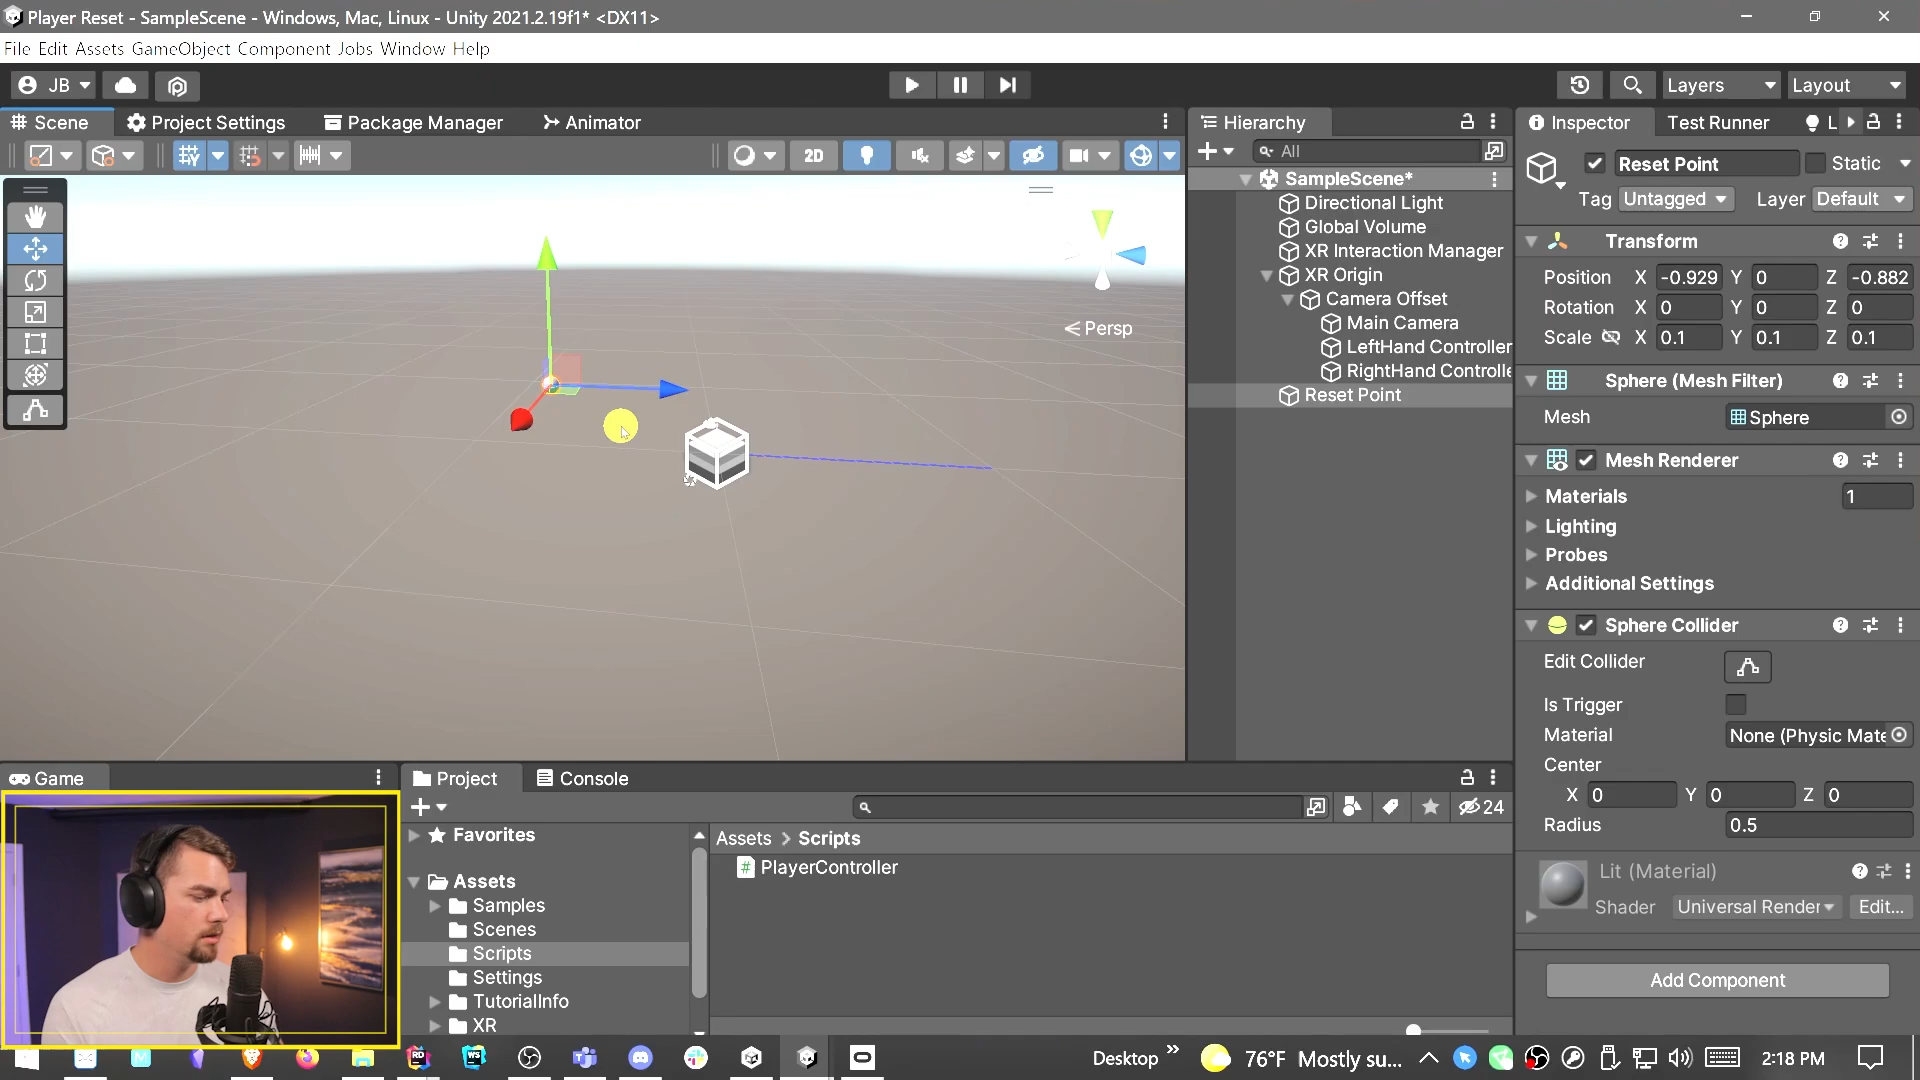 Player Reset - SampleScene - Windows, Mac, Linux - Unity 2021.2.19f1* <DX11>
File Edit Assets GameObject Component Jobs Window Help
JB
Layers
Layout
Scene
Project Settings
Package Manager
Animator
2D
Persp
Hierarchy
All
SampleScene*
Directional Light
Global Volume
XR Interaction Manager
XR Origin
Camera Offset
Main Camera
LeftHand Controller
RightHand Controlle
Reset Point
Inspector
Test Runner
L
Reset Point
Static
Tag Untagged
Layer Default
Transform
Position X -0.929 Y 0 Z -0.882
Rotation X 0 Y 0 Z 0
Scale X 0.1 Y 0.1 Z 0.1
Sphere (Mesh Filter)
Mesh Sphere
Mesh Renderer
Materials 1
Lighting
Probes
Additional Settings
Sphere Collider
Edit Collider
Is Trigger
Material None (Physic Mate
Center
X 0 Y 0 Z 0
Radius 0.5
Lit (Material)
Shader Universal Render Edit...
Add Component
Game
Project
Console
24
Favorites
Assets
Samples
Scenes
Scripts
Settings
TutorialInfo
XR
Assets > Scripts
PlayerController
Desktop
76°F Mostly su...
2:18 PM